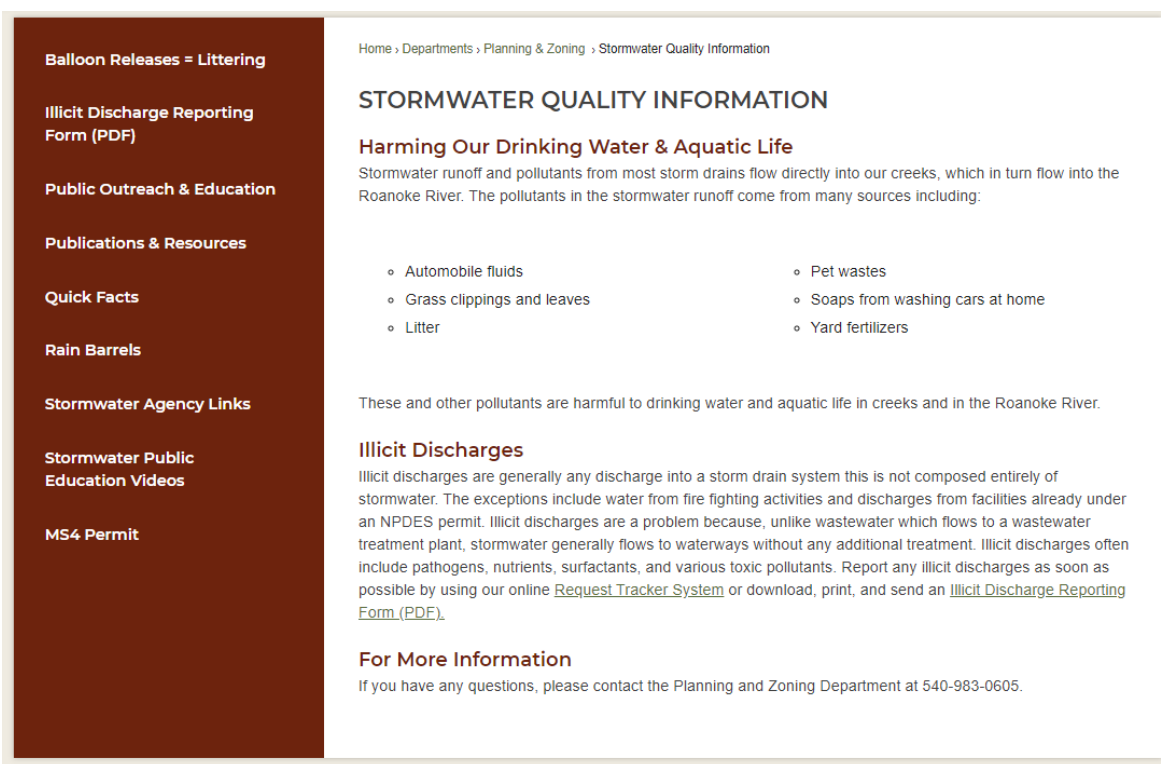 Balloon Releases = Littering
Illicit Discharge Reporting
Form (PDF)
Public Outreach & Education
Publications & Resources
Quick Facts
Rain Barrels
Stormwater Agency Links
Stormwater Public
Education Videos
MS4 Permit
Home › Departments › Planning & Zoning › Stormwater Quality Information
STORMWATER QUALITY INFORMATION
Harming Our Drinking Water & Aquatic Life
Stormwater runoff and pollutants from most storm drains flow directly into our creeks, which in turn flow into the
Roanoke River. The pollutants in the stormwater runoff come from many sources including:
Automobile fluids
Grass clippings and leaves
Litter
Pet wastes
Soaps from washing cars at home
Yard fertilizers
These and other pollutants are harmful to drinking water and aquatic life in creeks and in the Roanoke River.
Illicit Discharges
Illicit discharges are generally any discharge into a storm drain system this is not composed entirely of
stormwater. The exceptions include water from fire fighting activities and discharges from facilities already under
an NPDES permit. Illicit discharges are a problem because, unlike wastewater which flows to a wastewater
treatment plant, stormwater generally flows to waterways without any additional treatment. Illicit discharges often
include pathogens, nutrients, surfactants, and various toxic pollutants. Report any illicit discharges as soon as
possible by using our online Request Tracker System or download, print, and send an Illicit Discharge Reporting
Form (PDF).
For More Information
If you have any questions, please contact the Planning and Zoning Department at 540-983-0605.